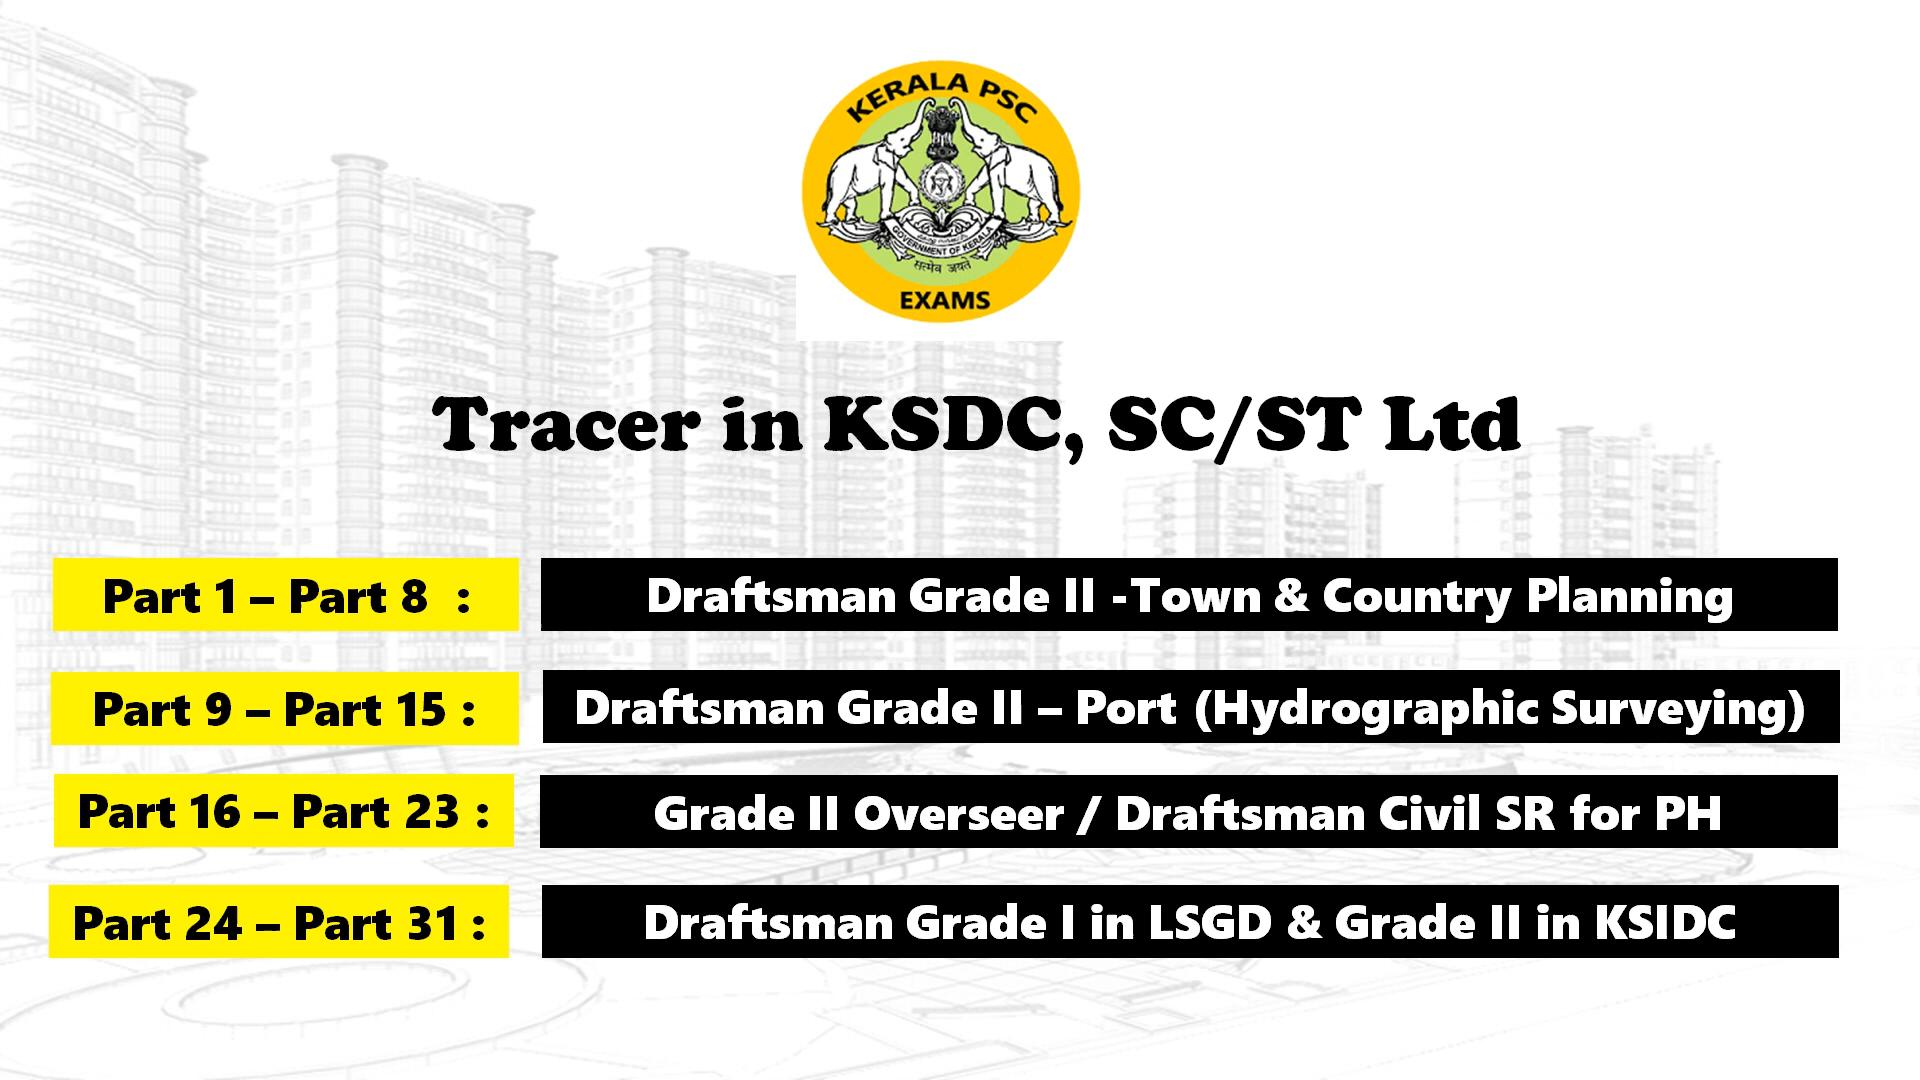 KERALA PSC
GOVERNMENT OF KERALA
सत्मेव जयते
EXAMS
Tracer in KSDC, SC/ST Ltd
Part 1 – Part 8 : Draftsman Grade II -Town & Country Planning
Part 9 – Part 15 : Draftsman Grade II – Port (Hydrographic Surveying)
Part 16 – Part 23 : Grade II Overseer / Draftsman Civil SR for PH
Part 24 – Part 31 : Draftsman Grade I in LSGD & Grade II in KSIDC